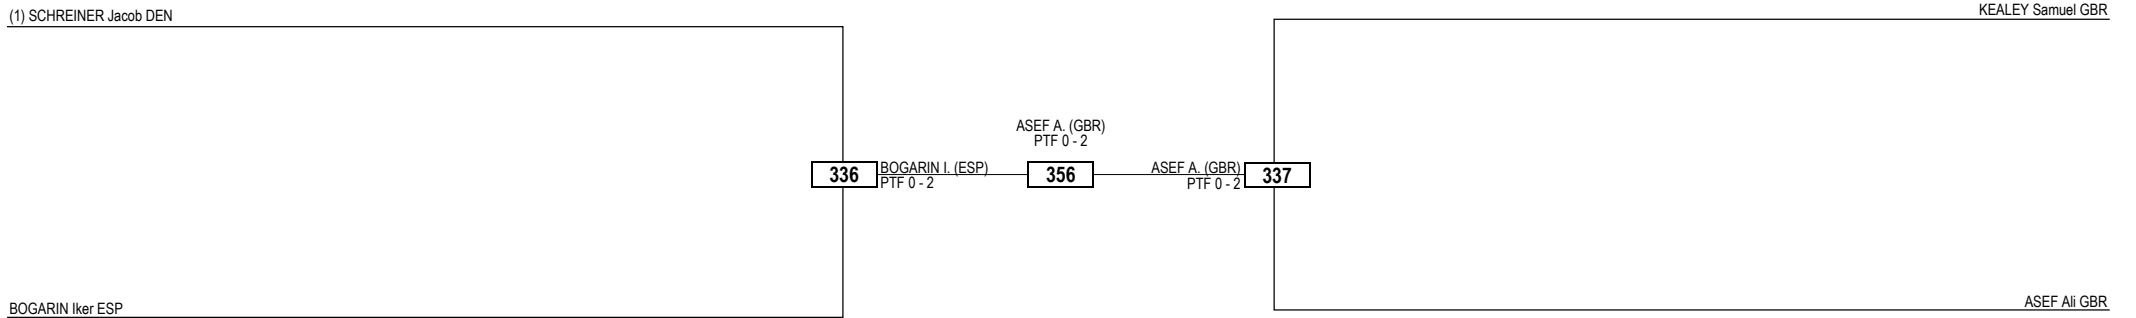 (1) SCHREINER Jacob DEN
KEALEY Samuel GBR
ASEF A. (GBR)
PTF 0 - 2
336
BOGARIN I. (ESP)
PTF 0 - 2
356
ASEF A. (GBR)
PTF 0 - 2
337
BOGARIN Iker ESP
ASEF Ali GBR